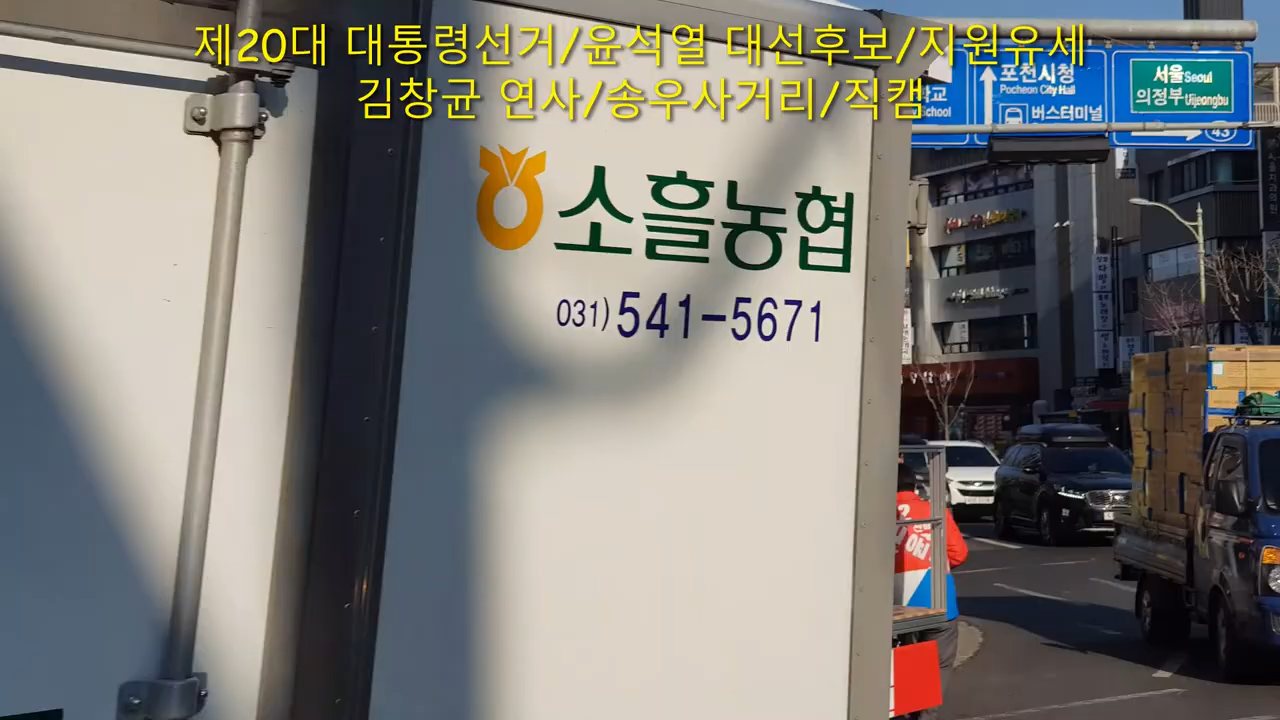 제20대 대통령선거/윤석열 대선후보/지원유세
김창균 연사/송우사거리/직캠
소흘농협
031) 541-5671
포천시청
Pocheon City Hall
버스터미널
학교
School
서울 Seoul
의정부 Uijeongbu
43